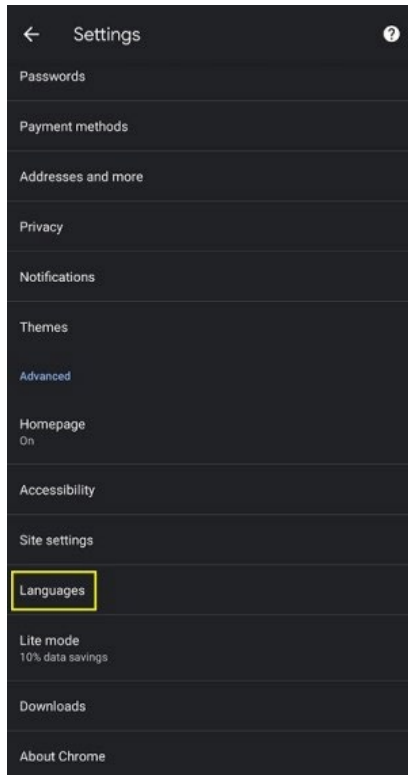 Settings
Passwords
Payment methods
Addresses and more
Privacy
Notifications
Themes
Advanced
Homepage
On
Accessibility
Site settings
Languages
Lite mode
10% data savings
Downloads
About Chrome